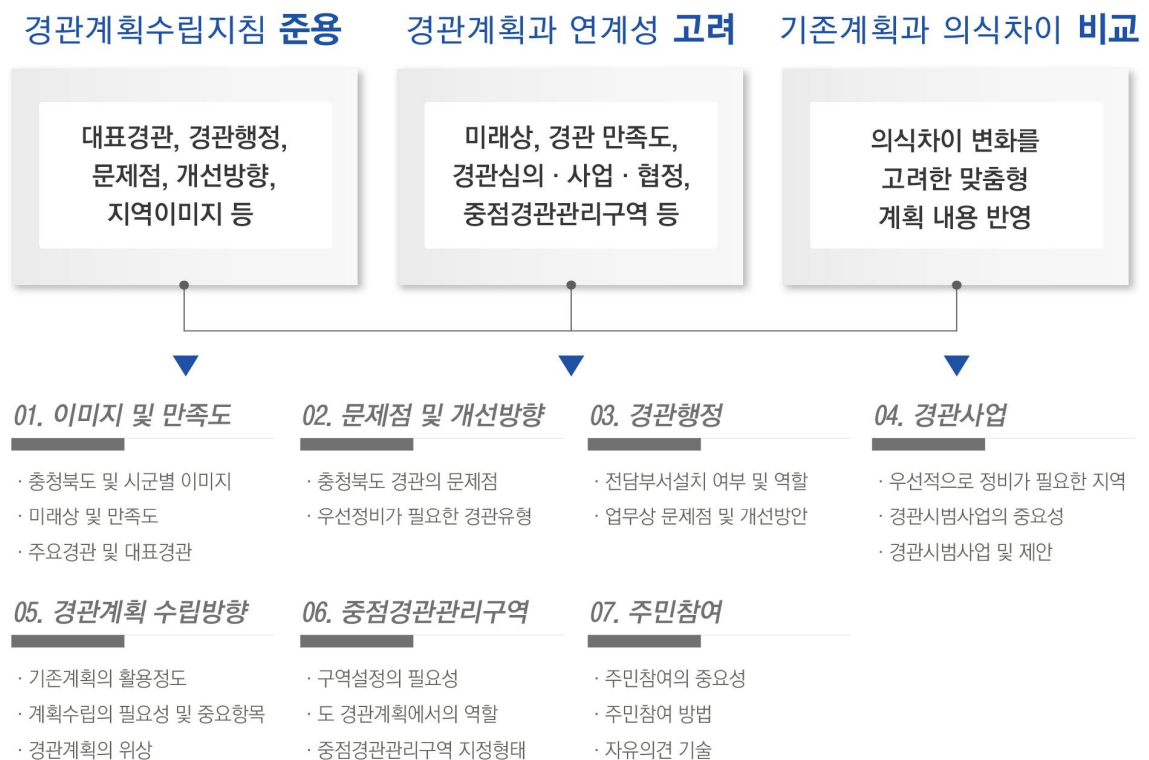 경관계획수립지침 준용
대표경관, 경관행정,
문제점, 개선방향,
지역이미지 등
경관계획과 연계성 고려
미래상, 경관 만족도,
경관심의 · 사업 · 협정,
중점경관관리구역 등
기존계획과 의식차이 비교
의식차이 변화를
고려한 맞춤형
계획 내용 반영
01. 이미지 및 만족도
· 충청북도 및 시군별 이미지
· 미래상 및 만족도
· 주요경관 및 대표경관
02. 문제점 및 개선방향
· 충청북도 경관의 문제점
· 우선정비가 필요한 경관유형
03. 경관행정
· 전담부서설치 여부 및 역할
· 업무상 문제점 및 개선방안
04. 경관사업
· 우선적으로 정비가 필요한 지역
· 경관시범사업의 중요성
· 경관시범사업 및 제안
05. 경관계획 수립방향
· 기존계획의 활용정도
· 계획수립의 필요성 및 중요항목
· 경관계획의 위상
06. 중점경관관리구역
· 구역설정의 필요성
· 도 경관계획에서의 역할
· 중점경관관리구역 지정형태
07. 주민참여
· 주민참여의 중요성
· 주민참여 방법
· 자유의견 기술